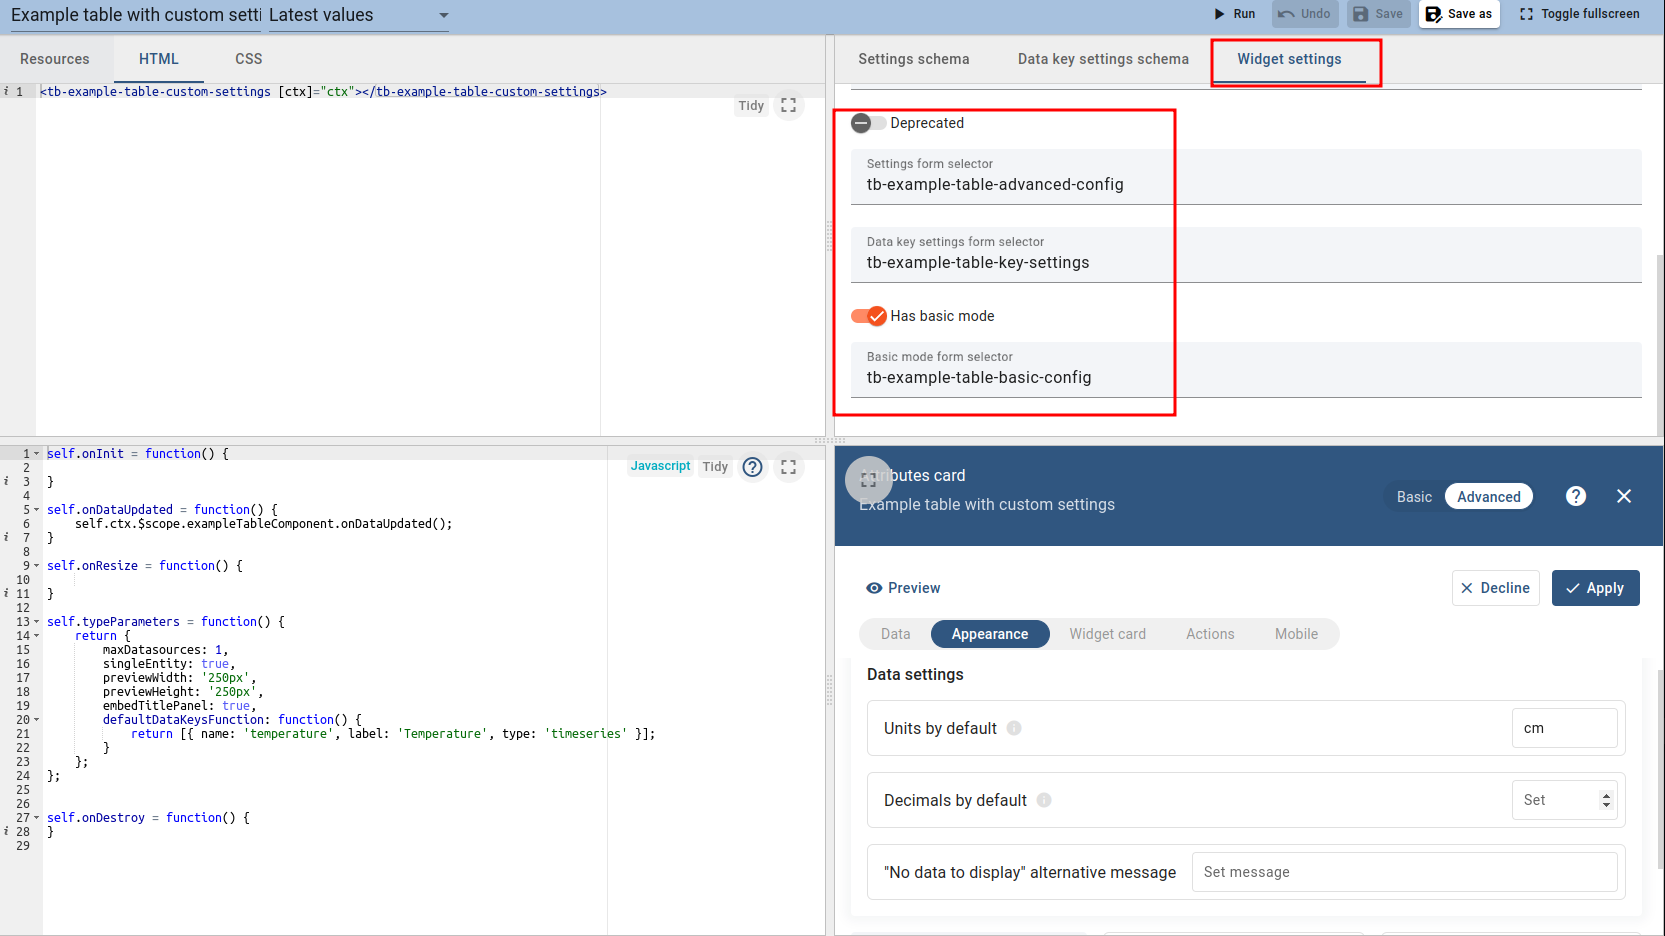 Example table with custom setti
Latest values
Run
Undo
Save
Save as
Toggle fullscreen
Resources
HTML
CSS
Settings schema
Data key settings schema
Widget settings
i 1 <tb-example-table-custom-settings [ctx]="ctx"></tb-example-table-custom-settings>
Tidy
Deprecated
Settings form selector
tb-example-table-advanced-config
Data key settings form selector
tb-example-table-key-settings
Has basic mode
Basic mode form selector
tb-example-table-basic-config
Javascript
Tidy
1 self.onInit = function() {
2
i 3 }
4
5 self.onDataUpdated = function() {
6     self.ctx.$scope.exampleTableComponent.onDataUpdated();
i 7 }
8
9 self.onResize = function() {
10
i 11 }
12
13 self.typeParameters = function() {
14     return {
15         maxDatasources: 1,
16         singleEntity: true,
17         previewWidth: '250px',
18         previewHeight: '250px',
19         embedTitlePanel: true,
20         defaultDataKeysFunction: function() {
21             return [{ name: 'temperature', label: 'Temperature', type: 'timeseries' }];
22         }
23     };
24 };
25
26
27 self.onDestroy = function() {
i 28 }
29
Attributes card
Example table with custom settings
Basic
Advanced
?
Preview
Decline
Apply
Data
Appearance
Widget card
Actions
Mobile
Data settings
Units by default
cm
Decimals by default
Set
"No data to display" alternative message
Set message